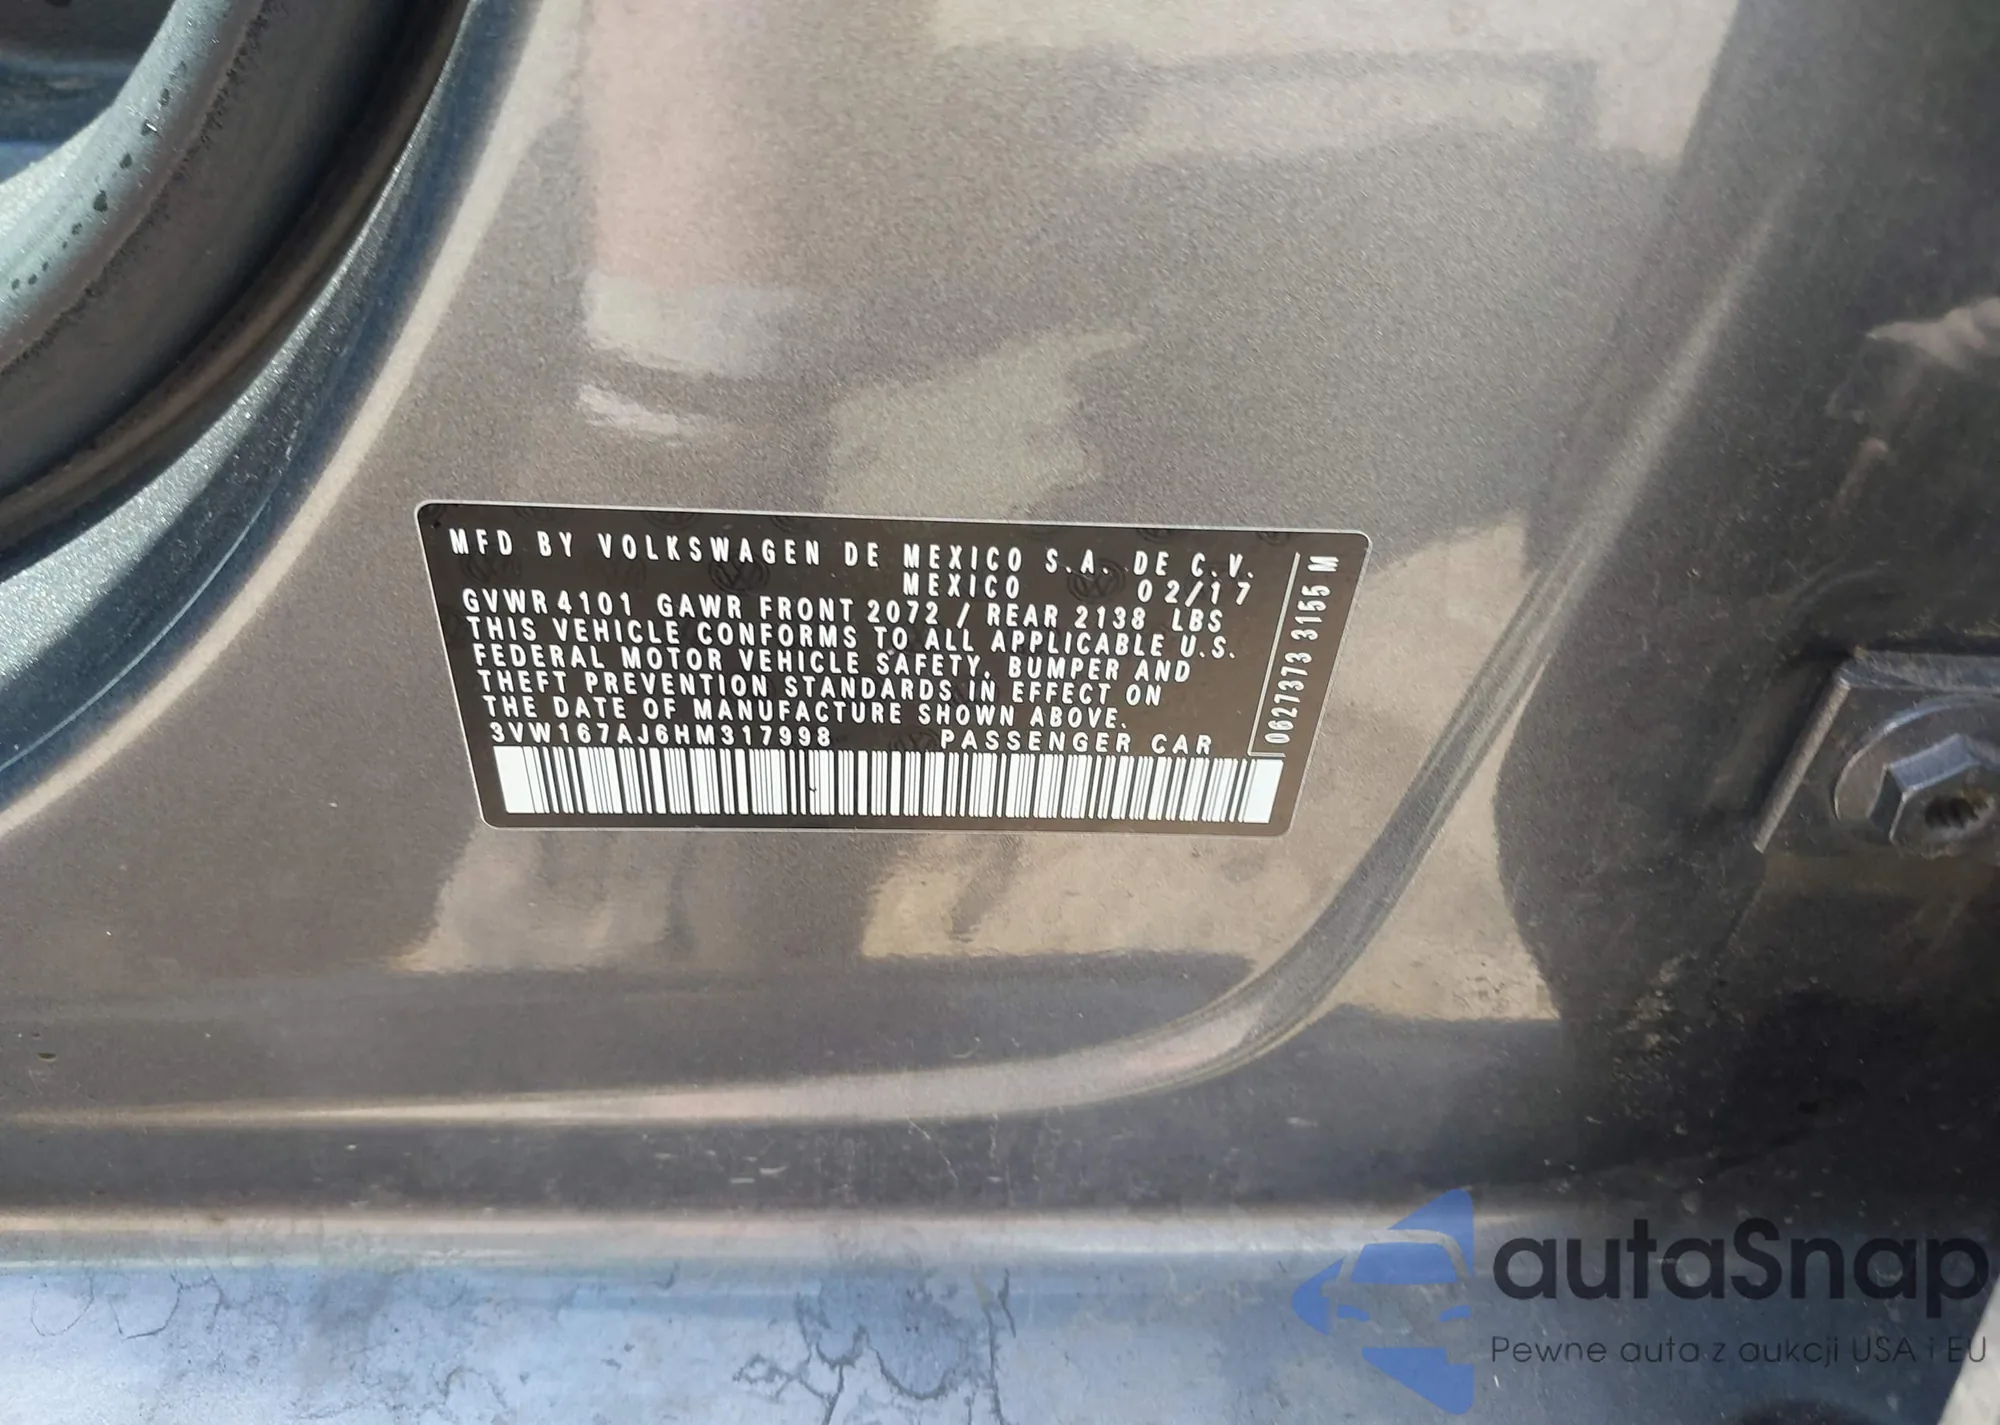 MFD BY VOLKSWAGEN DE MEXICO S.A. DE C.V.
MEXICO 02/17
GVWR 4101 GAWR FRONT 2072 / REAR 2138 LBS
THIS VEHICLE CONFORMS TO ALL APPLICABLE U.S.
FEDERAL MOTOR VEHICLE SAFETY, BUMPER AND
THEFT PREVENTION STANDARDS IN EFFECT ON
THE DATE OF MANUFACTURE SHOWN ABOVE.
3VW167AJ6HM317998 PASSENGER CAR
0627373 3155 M
autaSnap
Pewne auta z aukcji USA i EU